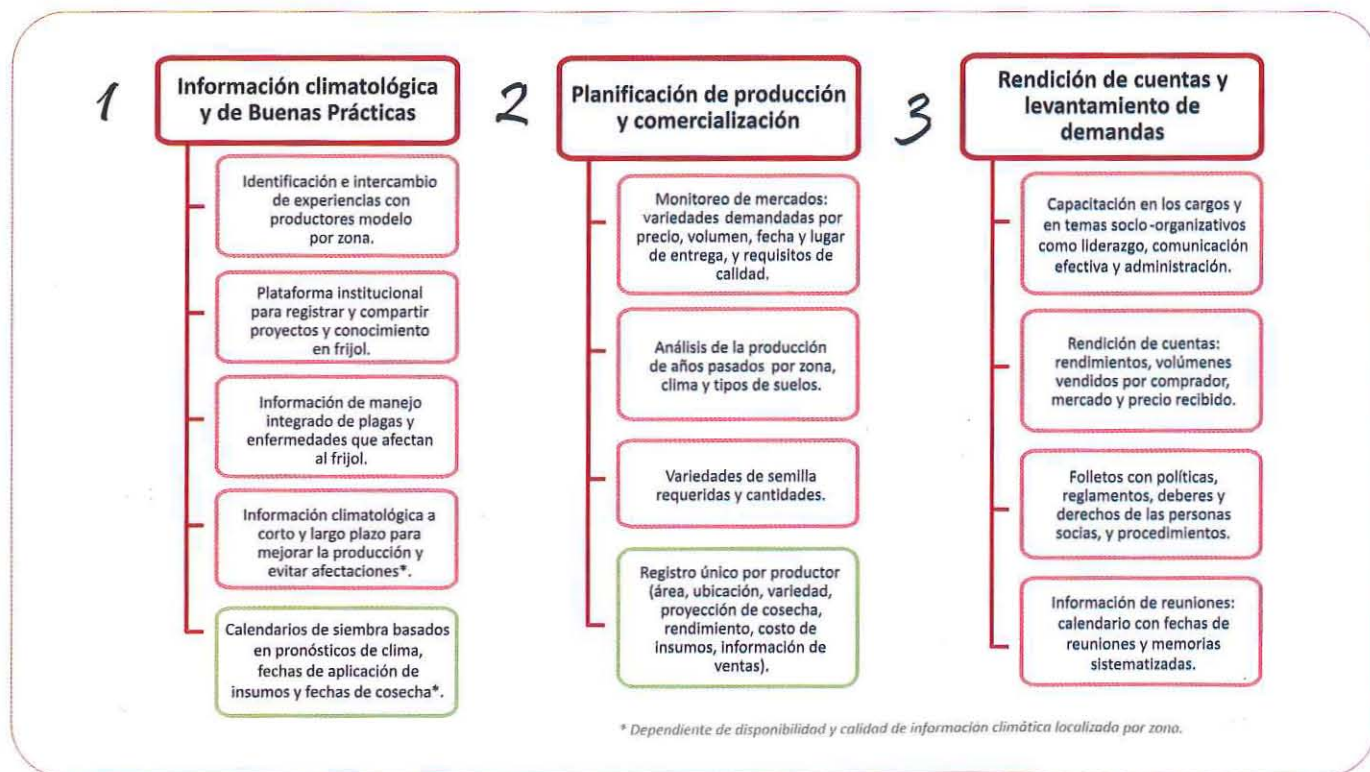 1
Información climatológica
y de Buenas Prácticas
Identificación e intercambio
de experiencias con
productores modelo
por zona.
Plataforma institucional
para registrar y compartir
proyectos y conocimiento
en frijol.
Información de manejo
integrado de plagas y
enfermedades que afectan
al frijol.
Información climatológica a
corto y largo plazo para
mejorar la producción y
evitar afectaciones*.
Calendarios de siembra basados
en pronósticos de clima,
fechas de aplicación de
insumos y fechas de cosecha*.
2
Planificación de producción
y comercialización
Monitoreo de mercados:
variedades demandadas por
precio, volumen, fecha y lugar
de entrega, y requisitos de
calidad.
Análisis de la producción
de años pasados por zona,
clima y tipos de suelos.
Variedades de semilla
requeridas y cantidades.
Registro único por productor
(área, ubicación, variedad,
proyección de cosecha,
rendimiento, costo de
insumos, información de
ventas).
3
Rendición de cuentas y
levantamiento de
demandas
Capacitación en los cargos y
en temas socio-organizativos
como liderazgo, comunicación
efectiva y administración.
Rendición de cuentas:
rendimientos, volúmenes
vendidos por comprador,
mercado y precio recibido.
Folletos con políticas,
reglamentos, deberes y
derechos de las personas
socias, y procedimientos.
Información de reuniones:
calendario con fechas de
reuniones y memorias
sistematizadas.
* Dependiente de disponibilidad y calidad de información climática localizada por zona.